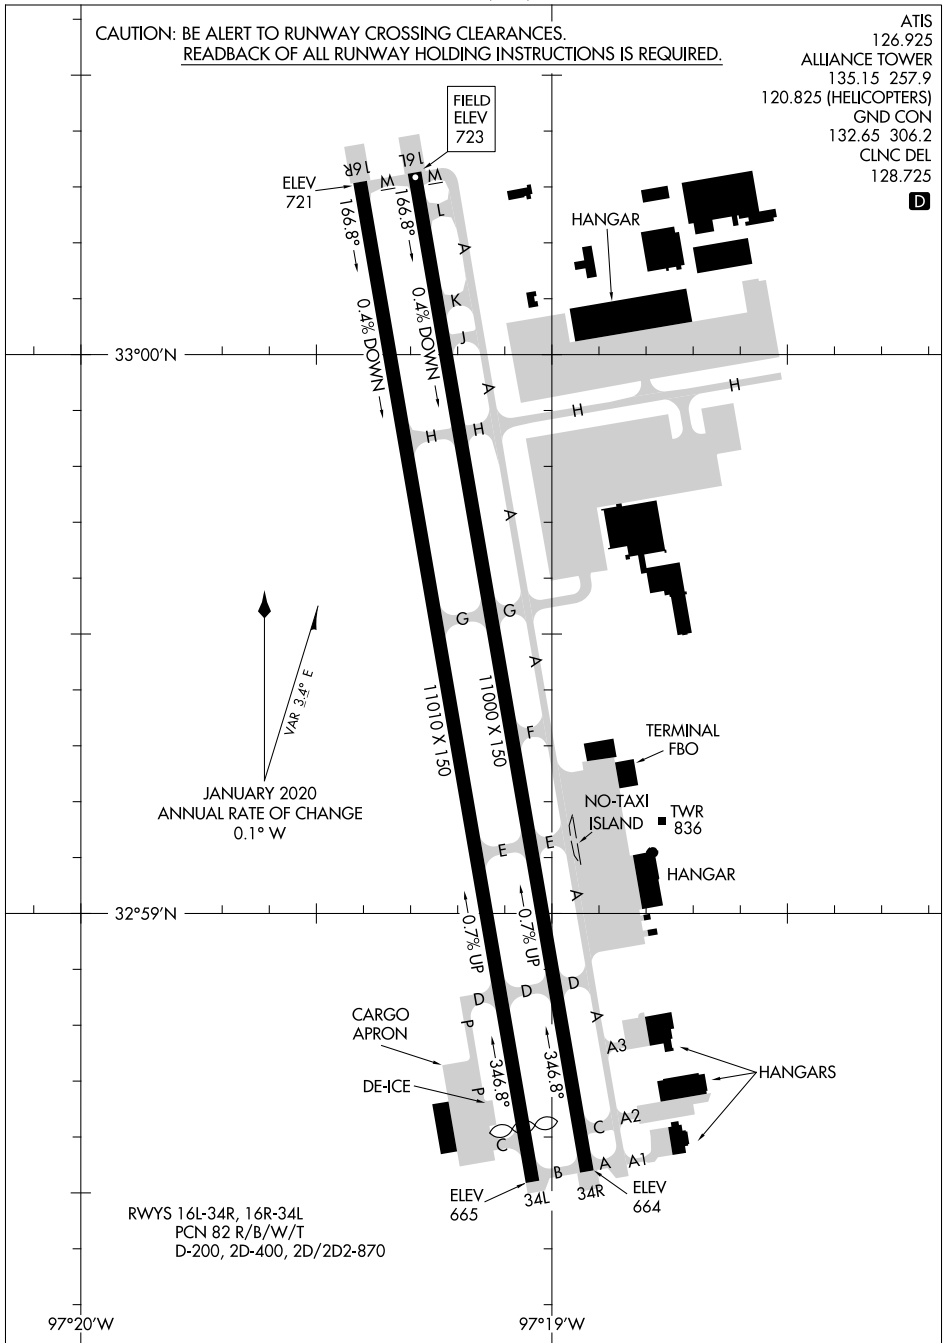 CAUTION: BE ALERT TO RUNWAY CROSSING CLEARANCES.
READBACK OF ALL RUNWAY HOLDING INSTRUCTIONS IS REQUIRED.
ATIS
126.925
ALLIANCE TOWER
135.15 257.9
120.825 (HELICOPTERS)
GND CON
132.65 306.2
CLNC DEL
128.725
D
FIELD
ELEV
723
ELEV
721
16R
16L
M
M
166.8°
166.8°
L
A
K
J
HANGAR
0.4% DOWN
0.4% DOWN
33°00'N
A
H
H
H
H
A
G
G
A
VAR 3.4° E
11010 X 150
11000 X 150
F
TERMINAL
FBO
JANUARY 2020
ANNUAL RATE OF CHANGE
0.1° W
NO-TAXI
ISLAND
TWR
836
E
E
HANGAR
A
32°59'N
0.7% UP
0.7% UP
D
D
D
P
A
CARGO
APRON
A3
346.8°
346.8°
HANGARS
DE-ICE
P
A2
C
C
B
A
A1
ELEV
665
34L
34R
ELEV
664
RWYS 16L-34R, 16R-34L
PCN 82 R/B/W/T
D-200, 2D-400, 2D/2D2-870
97°20'W
97°19'W